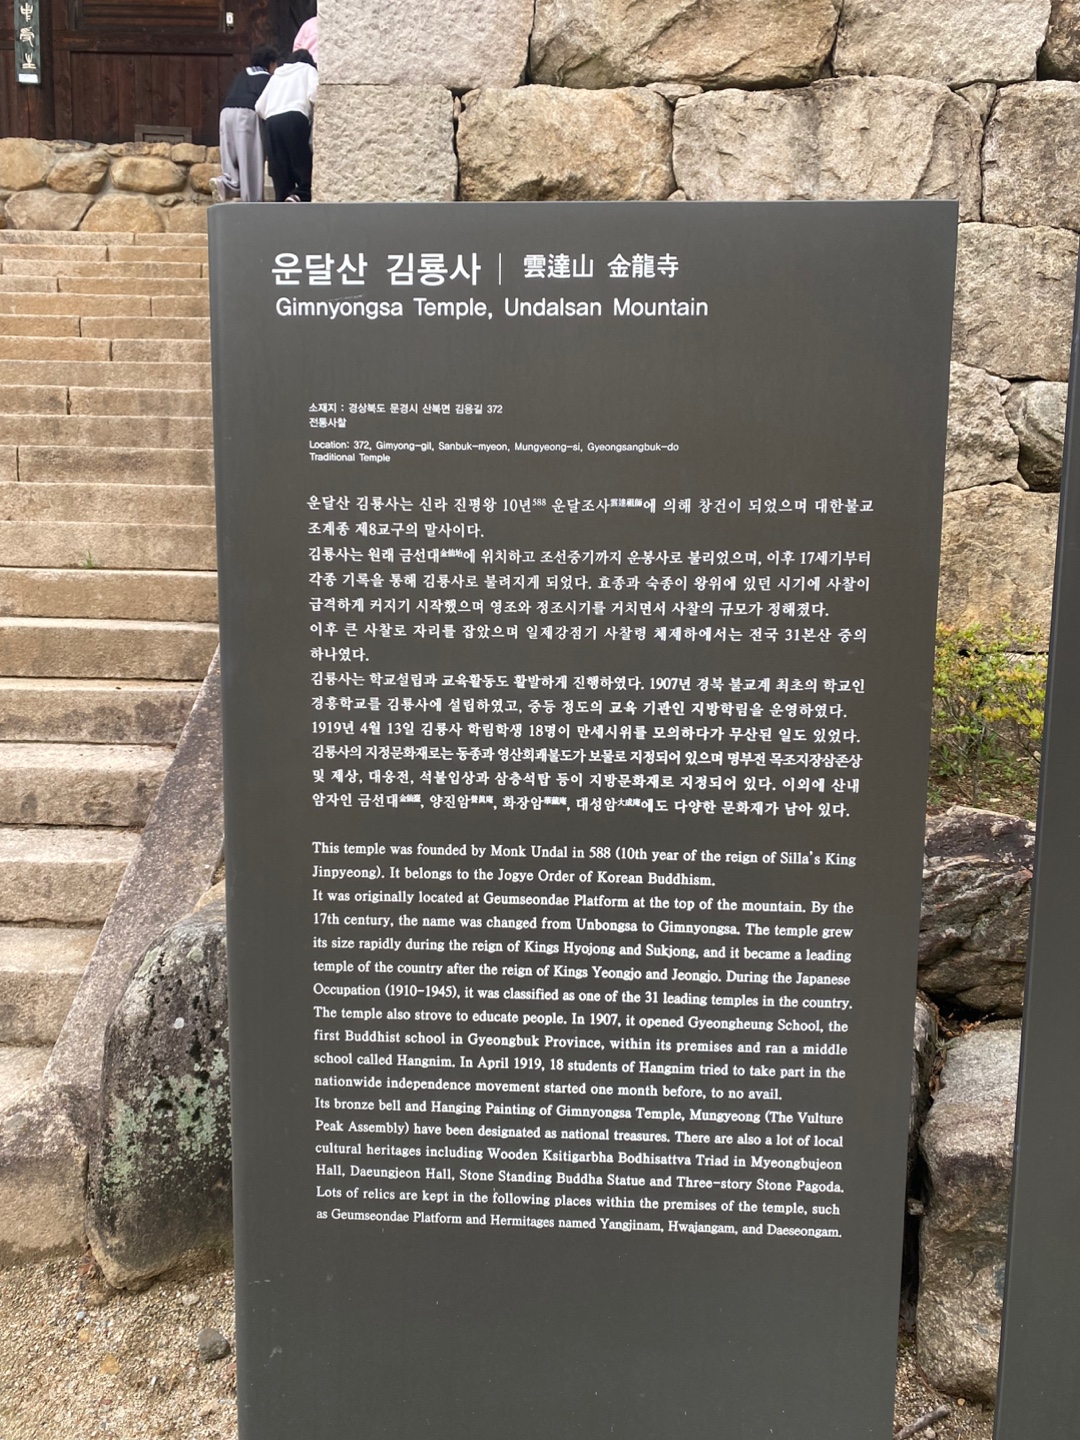 운달산 김룡사 | 雲達山 金龍寺
Gimnyongsa Temple, Undalsan Mountain
소재지 : 경상북도 문경시 산북면 김용길 372
전통사찰
Location: 372, Gimyong-gil, Sanbuk-myeon, Mungyeong-si, Gyeongsangbuk-do
Traditional Temple
운달산 김룡사는 신라 진평왕 10년588 운달조사雲達祖師에 의해 창건이 되었으며 대한불교
조계종 제8교구의 말사이다.
김룡사는 원래 금선대金仙坮에 위치하고 조선중기까지 운봉사로 불리었으며, 이후 17세기부터
각종 기록을 통해 김룡사로 불려지게 되었다. 효종과 숙종이 왕위에 있던 시기에 사찰이
급격하게 커지기 시작했으며 영조와 정조시기를 거치면서 사찰의 규모가 정해졌다.
이후 큰 사찰로 자리를 잡았으며 일제강점기 사찰령 체제하에서는 전국 31본산 중의
하나였다.
김룡사는 학교설립과 교육활동도 활발하게 진행하였다. 1907년 경북 불교계 최초의 학교인
경흥학교를 김룡사에 설립하였고, 중등 정도의 교육 기관인 지방학림을 운영하였다.
1919년 4월 13일 김룡사 학림학생 18명이 만세시위를 모의하다가 무산된 일도 있었다.
김룡사의 지정문화재로는 동종과 영산회괘불도가 보물로 지정되어 있으며 명부전 목조지장삼존상
및 제상, 대웅전, 석불입상과 삼층석탑 등이 지방문화재로 지정되어 있다. 이외에 산내
암자인 금선대金仙臺, 양진암養眞庵, 화장암華藏庵, 대성암大成庵에도 다양한 문화재가 남아 있다.
This temple was founded by Monk Undal in 588 (10th year of the reign of Silla's King
Jinpyeong). It belongs to the Jogye Order of Korean Buddhism.
It was originally located at Geumseondae Platform at the top of the mountain. By the
17th century, the name was changed from Unbongsa to Gimnyongsa. The temple grew
its size rapidly during the reign of Kings Hyojong and Sukjong, and it became a leading
temple of the country after the reign of Kings Yeongjo and Jeongjo. During the Japanese
Occupation (1910-1945), it was classified as one of the 31 leading temples in the country.
The temple also strove to educate people. In 1907, it opened Gyeongheung School, the
first Buddhist school in Gyeongbuk Province, within its premises and ran a middle
school called Hangnim. In April 1919, 18 students of Hangnim tried to take part in the
nationwide independence movement started one month before, to no avail.
Its bronze bell and Hanging Painting of Gimnyongsa Temple, Mungyeong (The Vulture
Peak Assembly) have been designated as national treasures. There are also a lot of local
cultural heritages including Wooden Ksitigarbha Bodhisattva Triad in Myeongbujeon
Hall, Daeungjeon Hall, Stone Standing Buddha Statue and Three-story Stone Pagoda.
Lots of relics are kept in the following places within the premises of the temple, such
as Geumseondae Platform and Hermitages named Yangjinam, Hwajangam, and Daeseongam.